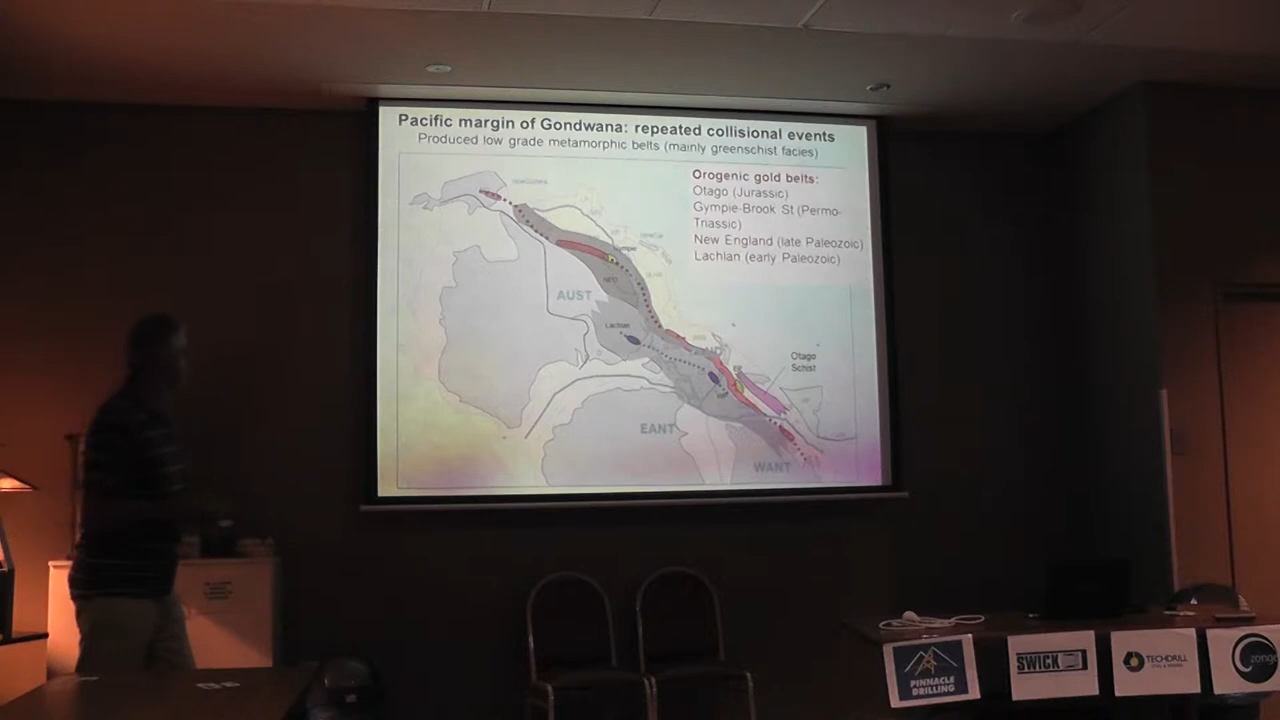 Pacific margin of Gondwana: repeated collisional events
Produced low grade metamorphic belts (mainly greenschist facies)
Orogenic gold belts:
Otago (Jurassic)
Gympie-Brook St (Permo-
Triassic)
New England (late Paleozoic)
Lachlan (early Paleozoic)
AUST
Lachlan
Otago
Schist
EANT
WANT
PINNACLE
DRILLING
SWICK
TECHDRILL
zonge